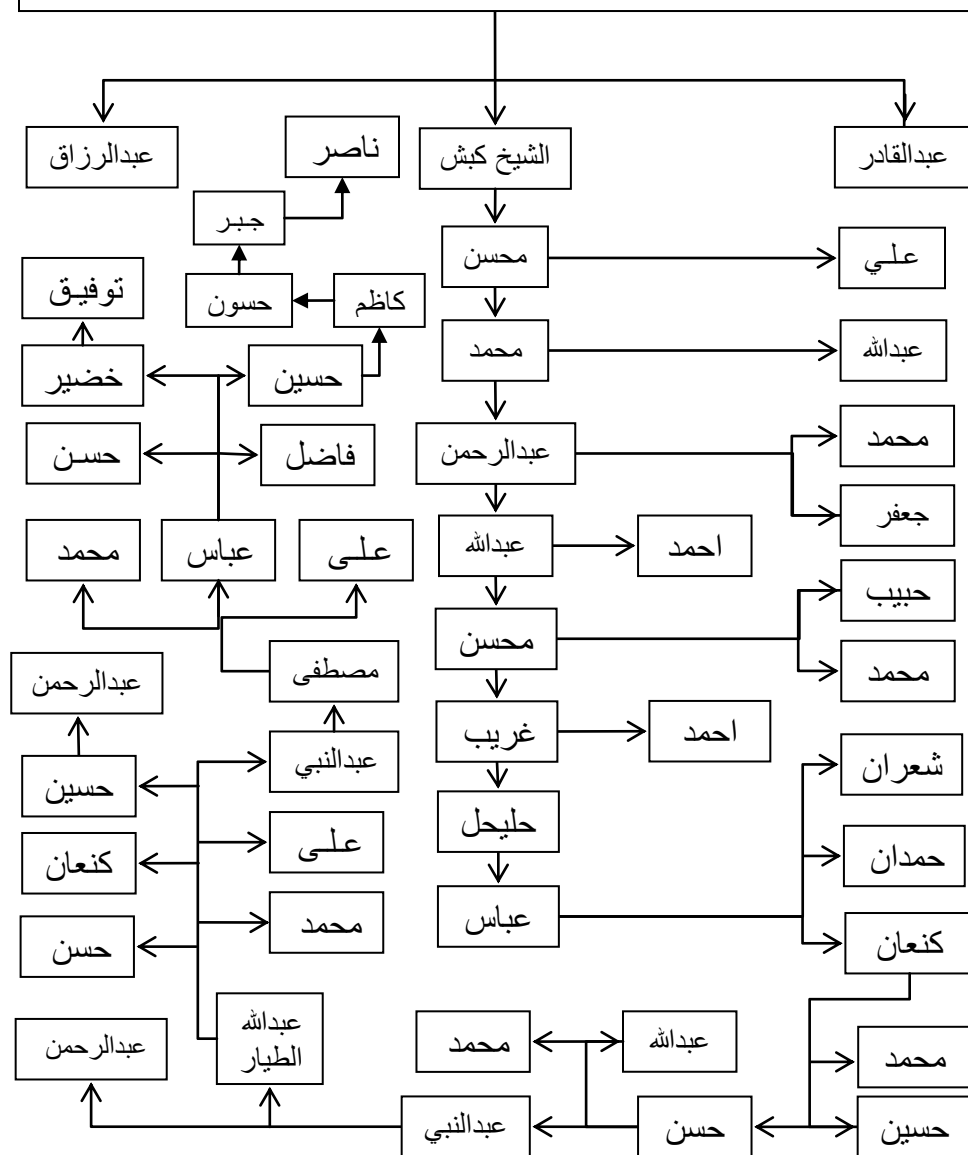 عبدالقادر
الشيخ كبش
عبدالرزاق
ناصر
جبر
محسن
علي
توفيق
حسون
كاظم
محمد
عبدالله
خضير
حسين
عبدالرحمن
محمد
حسن
فاضل
جعفر
محمد
عباس
على
عبدالله
احمد
حبيب
محسن
محمد
عبدالرحمن
مصطفى
غريب
احمد
عبدالنبي
شعران
حسين
حليحل
على
حمدان
كنعان
عباس
محمد
كنعان
حسن
عبدالله
الطيار
عبدالرحمن
محمد
عبدالله
محمد
حسين
حسن
عبدالنبي